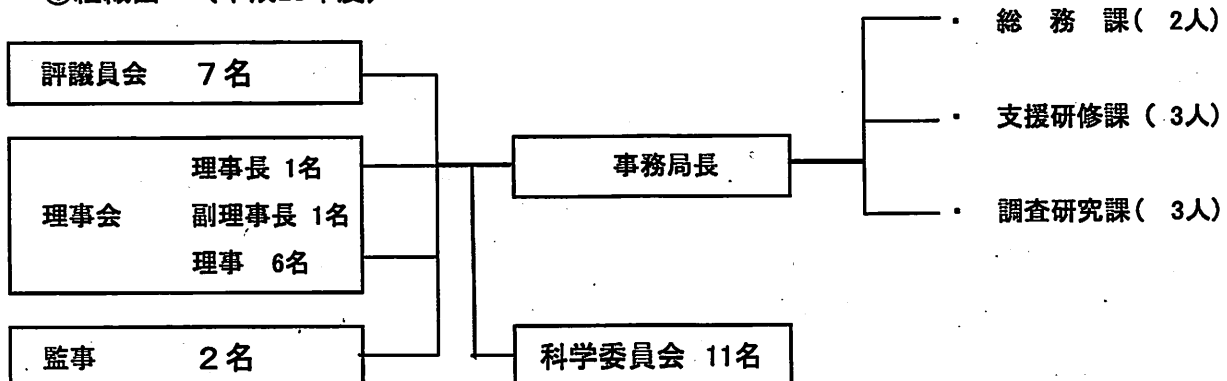 評議員会 7名
理事会
理事長 1名
副理事長 1名
理事 6名
監事 2名
事務局長
科学委員会 11名
・ 総務課( 2人)
・ 支援研修課( 3人)
・ 調査研究課( 3人)